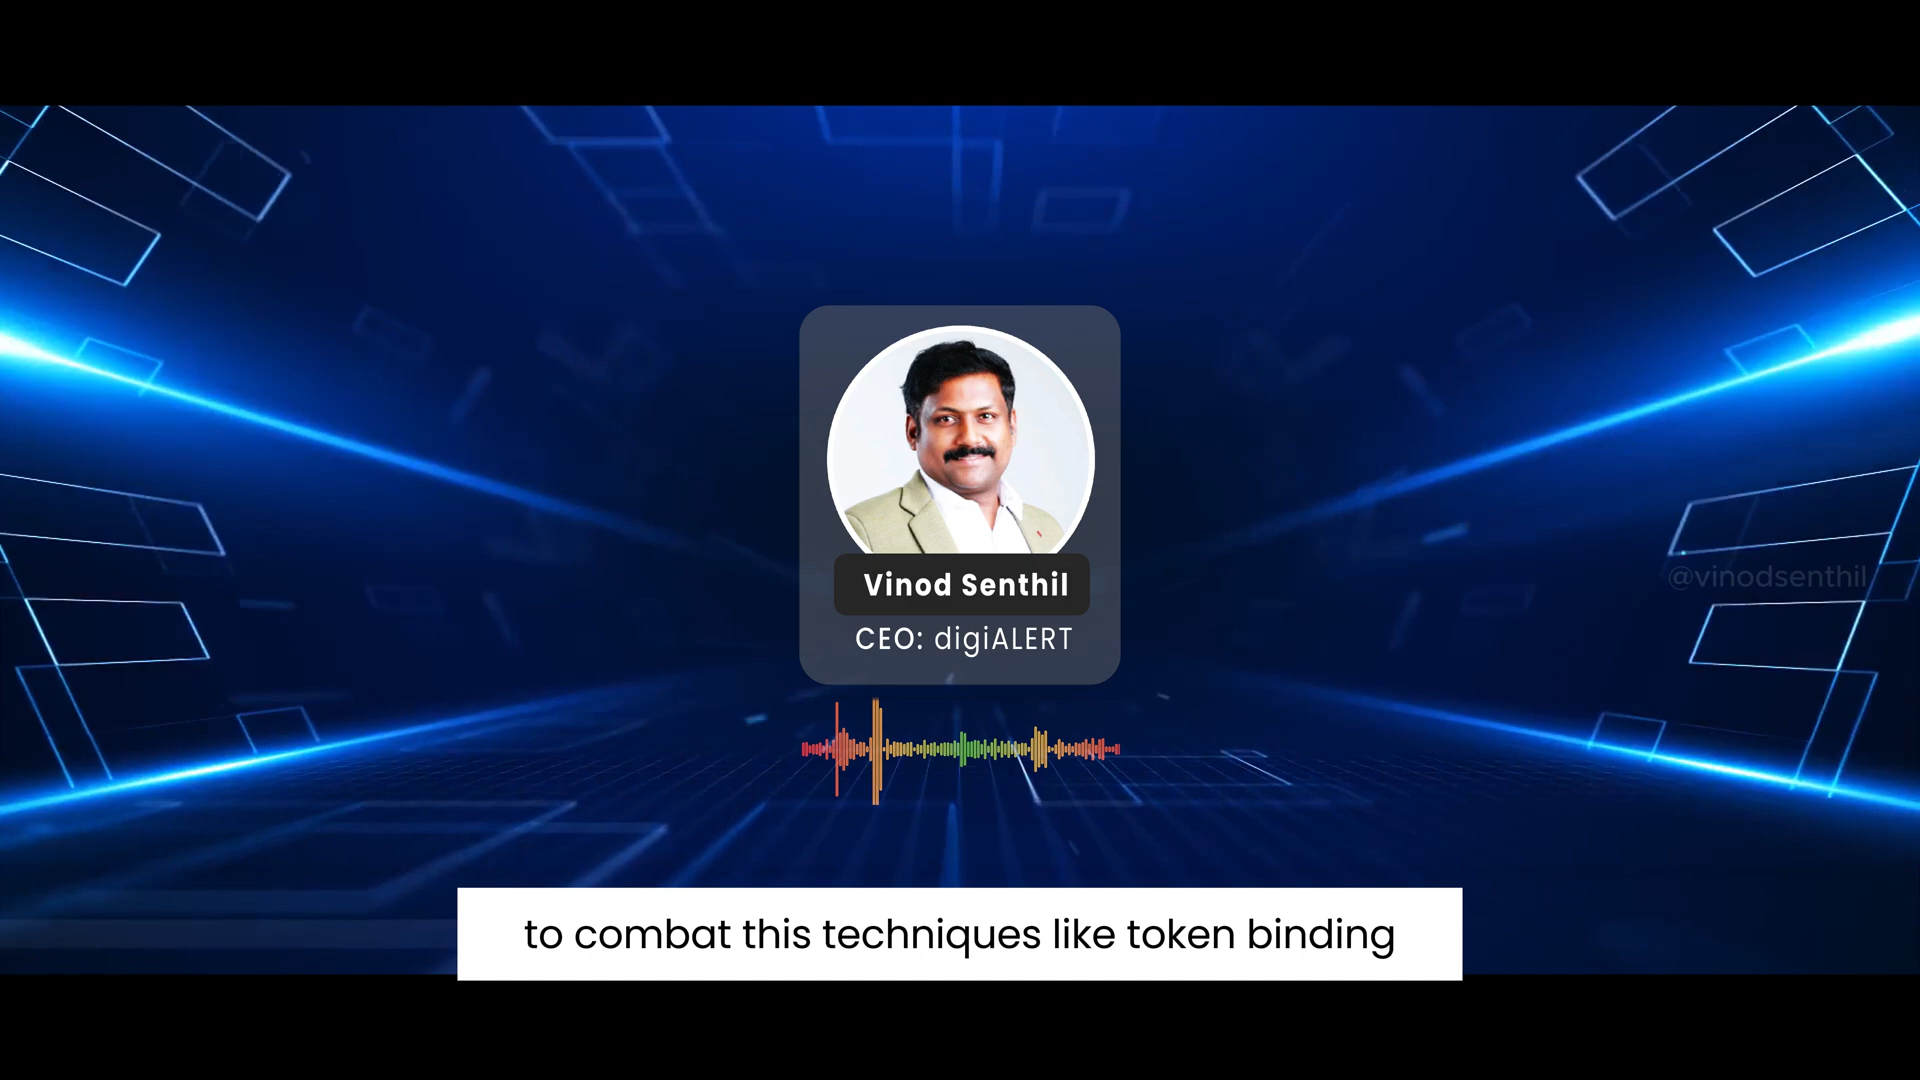 Vinod Senthil
CEO: digiALERT
@vinodsenthil
to combat this techniques like token binding